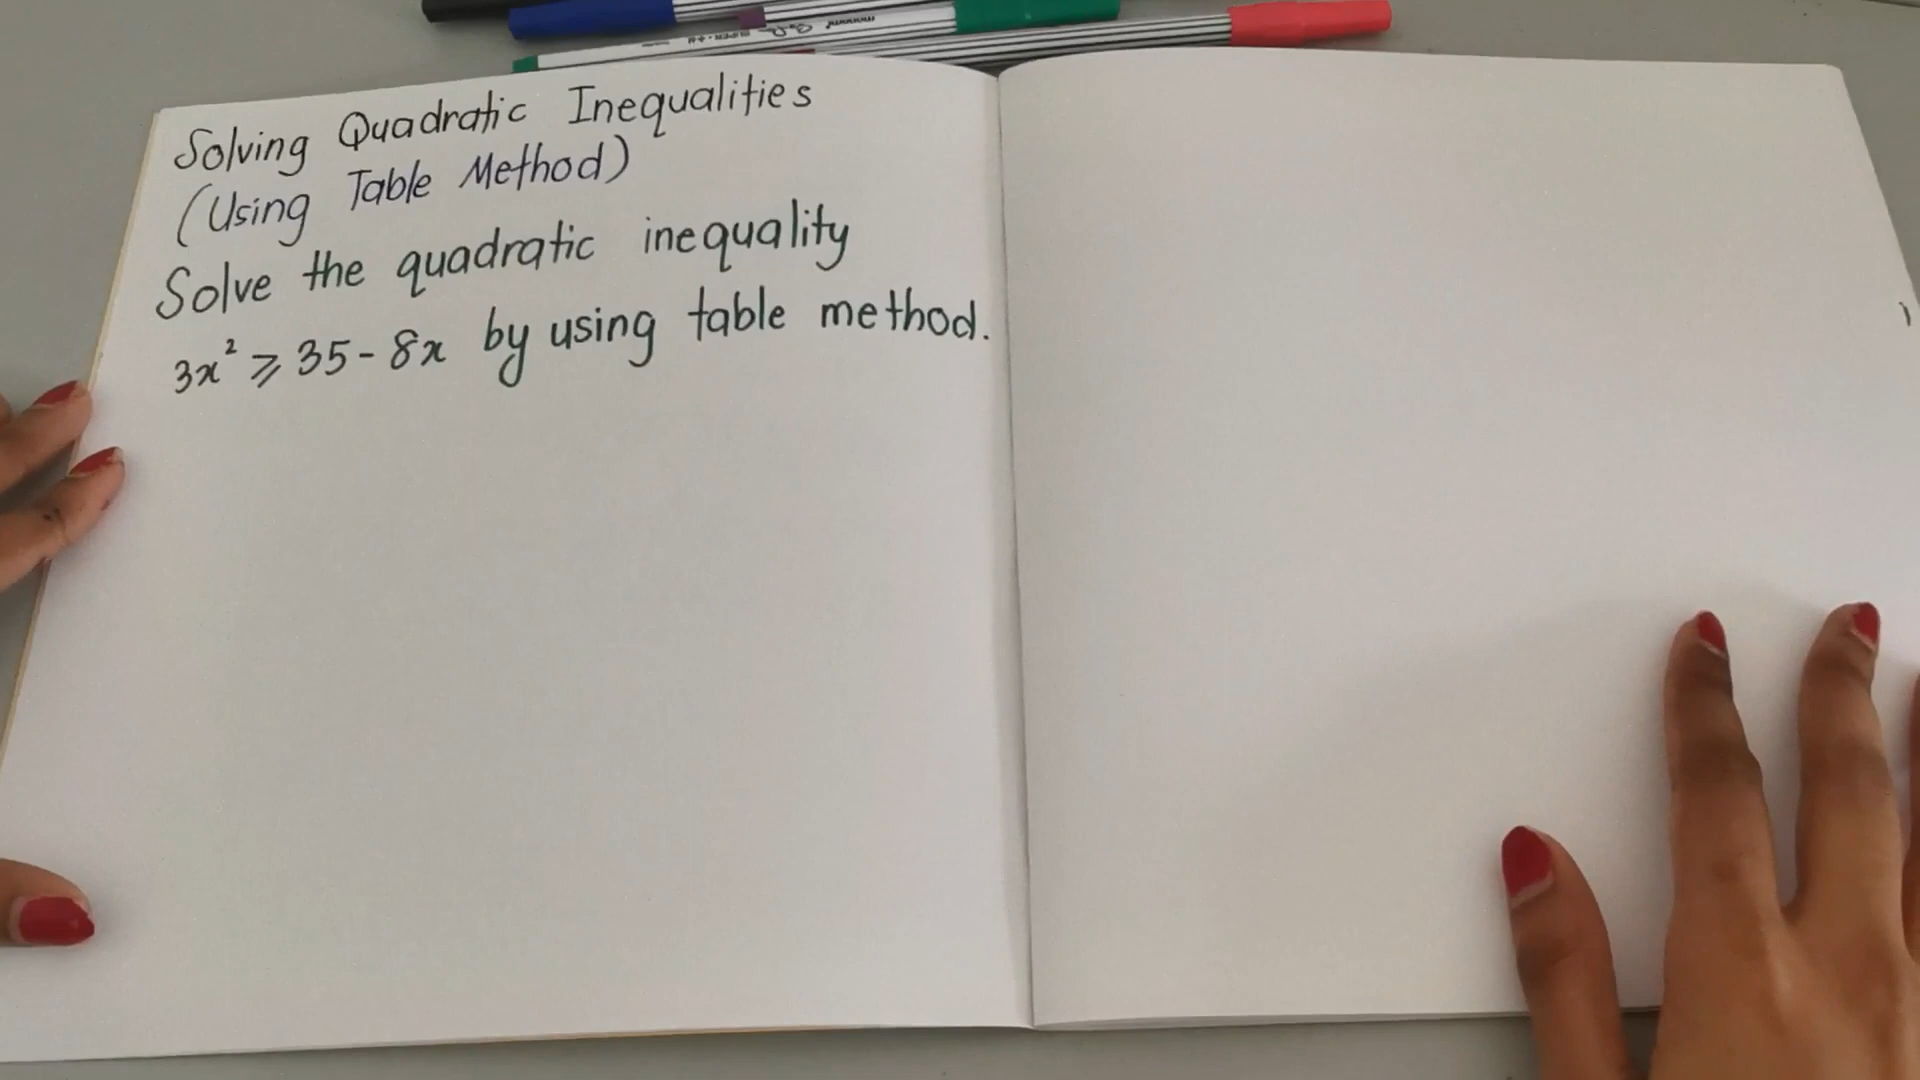 Solving Quadratic Inequalities
(Using Table Method)
Solve the quadratic inequality
3x² ⩾ 35 - 8x by using table method.